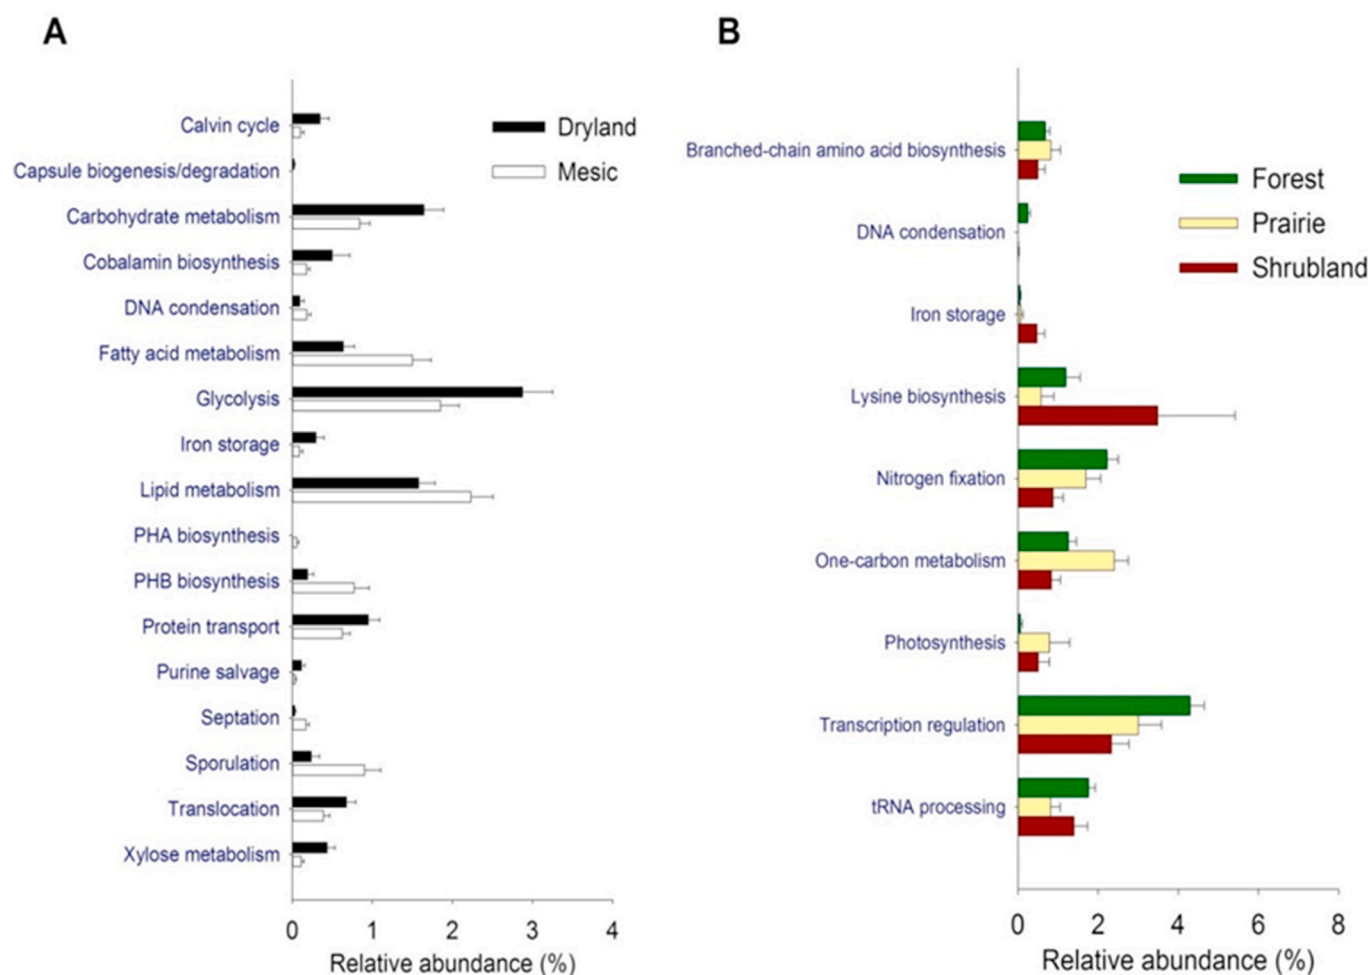 A
Calvin cycle
Capsule biogenesis/degradation
Carbohydrate metabolism
Cobalamin biosynthesis
DNA condensation
Fatty acid metabolism
Glycolysis
Iron storage
Lipid metabolism
PHA biosynthesis
PHB biosynthesis
Protein transport
Purine salvage
Septation
Sporulation
Translocation
Xylose metabolism
Dryland
Mesic
0 1 2 3 4
Relative abundance (%)
B
Branched-chain amino acid biosynthesis
DNA condensation
Iron storage
Lysine biosynthesis
Nitrogen fixation
One-carbon metabolism
Photosynthesis
Transcription regulation
tRNA processing
Forest
Prairie
Shrubland
0 2 4 6 8
Relative abundance (%)